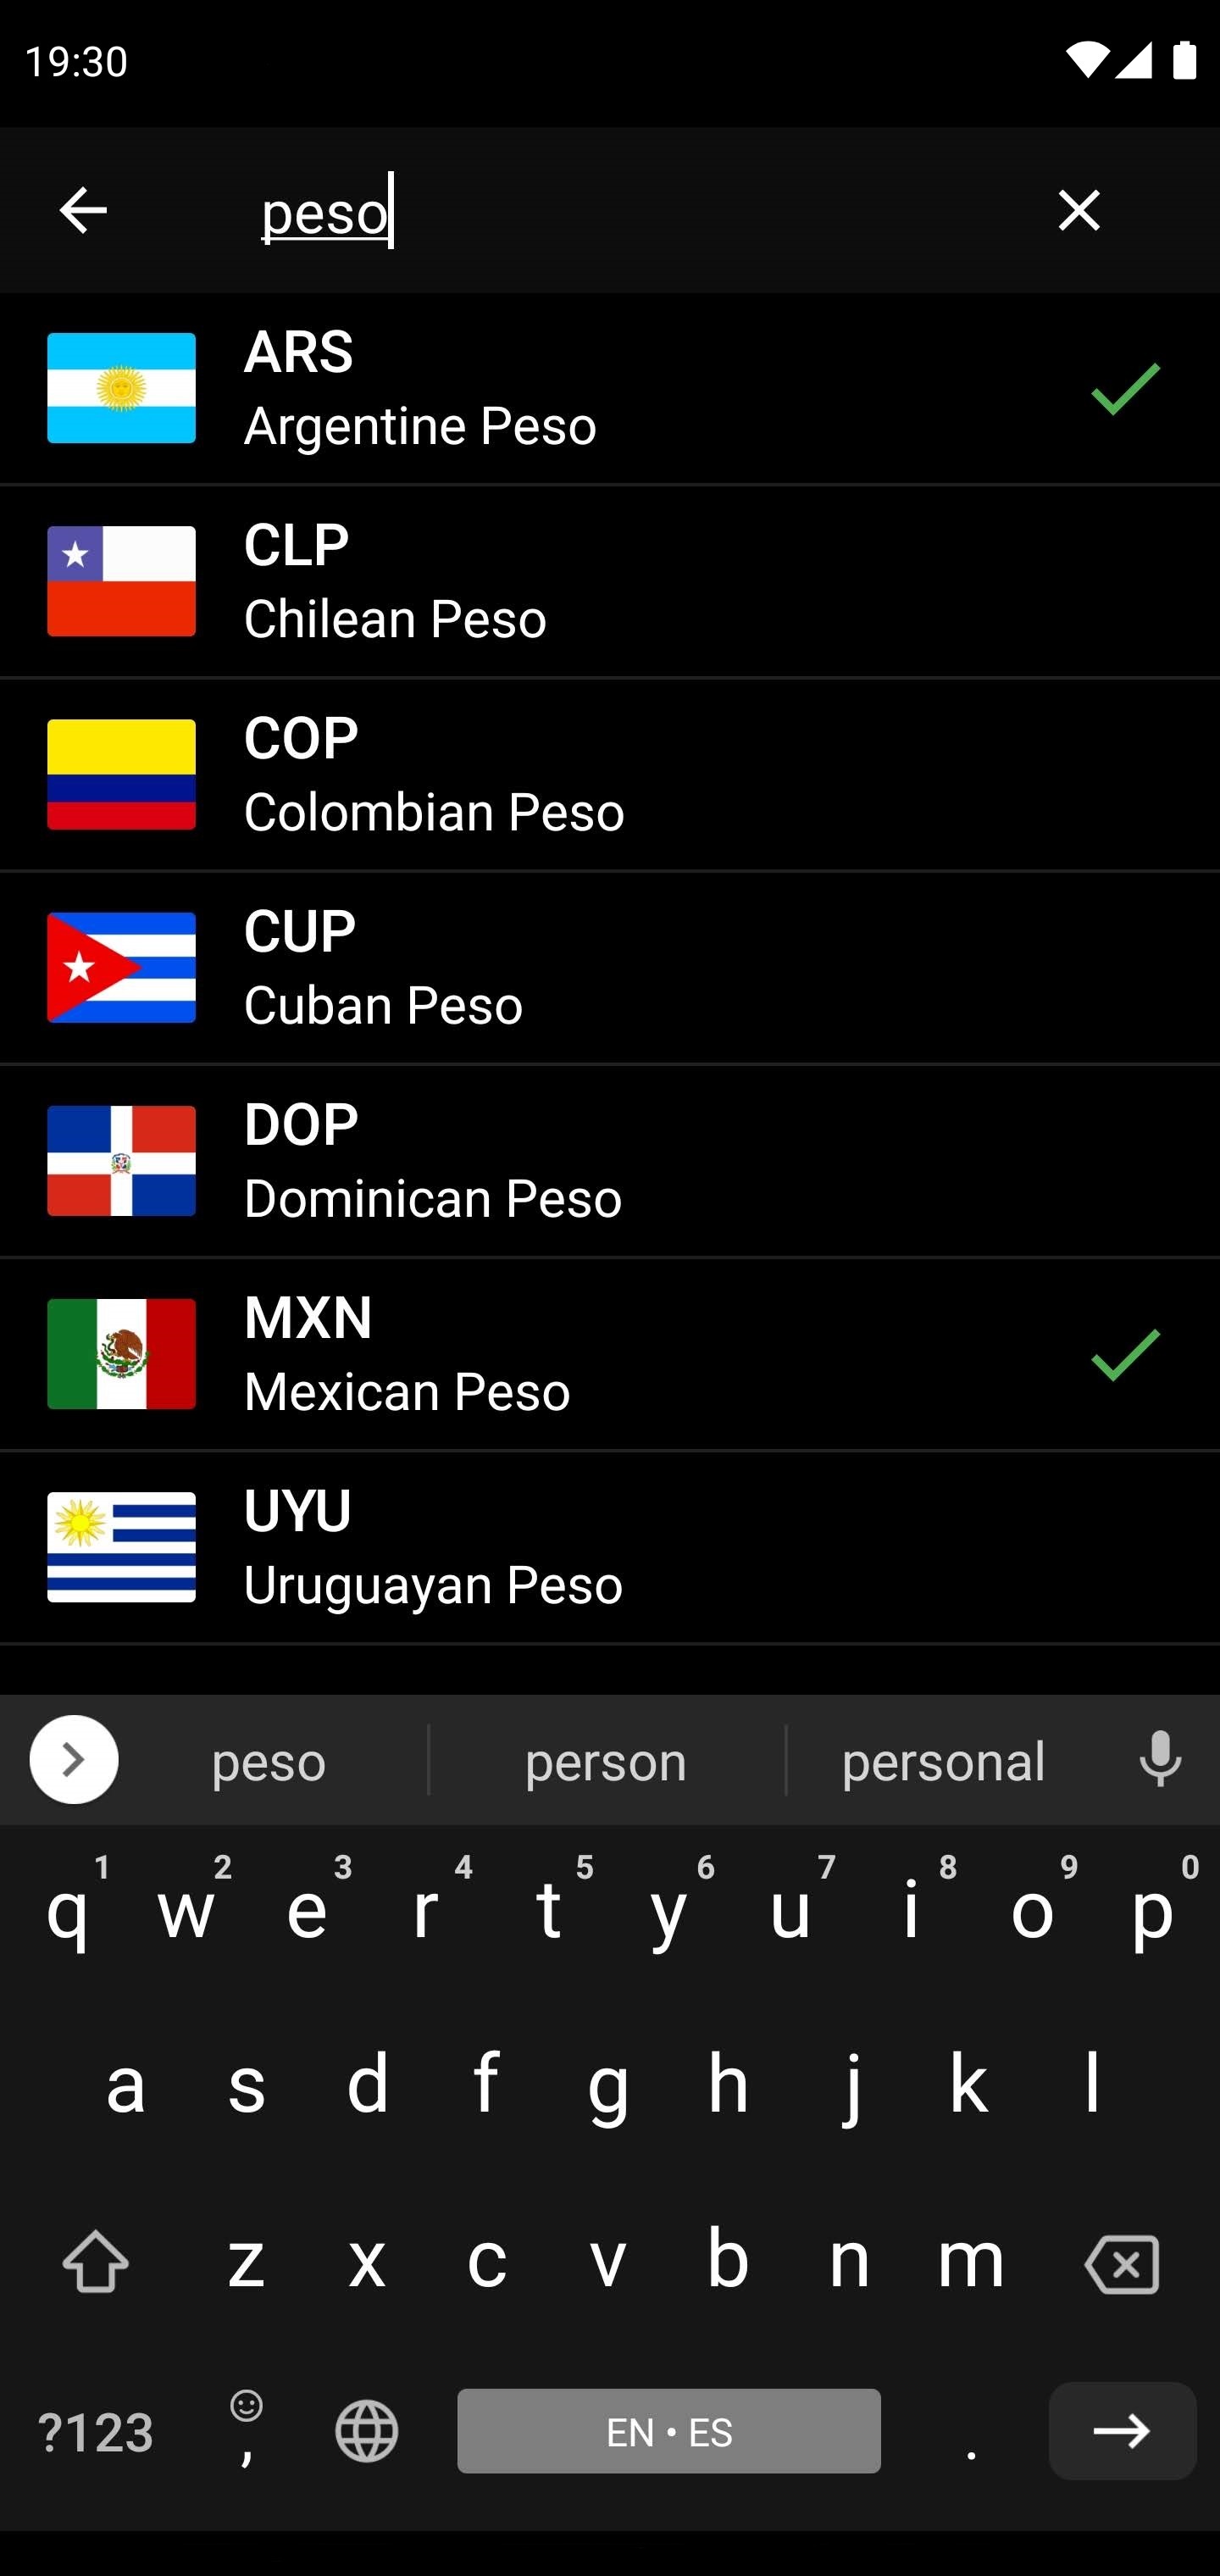 19:30
peso
ARS
Argentine Peso
CLP
Chilean Peso
COP
Colombian Peso
CUP
Cuban Peso
DOP
Dominican Peso
MXN
Mexican Peso
UYU
Uruguayan Peso
peso person personal
1 2 3 4 5 6 7 8 9 0
q w e r t y u i o p
a s d f g h j k l
z x c v b n m
?123 , EN • ES .